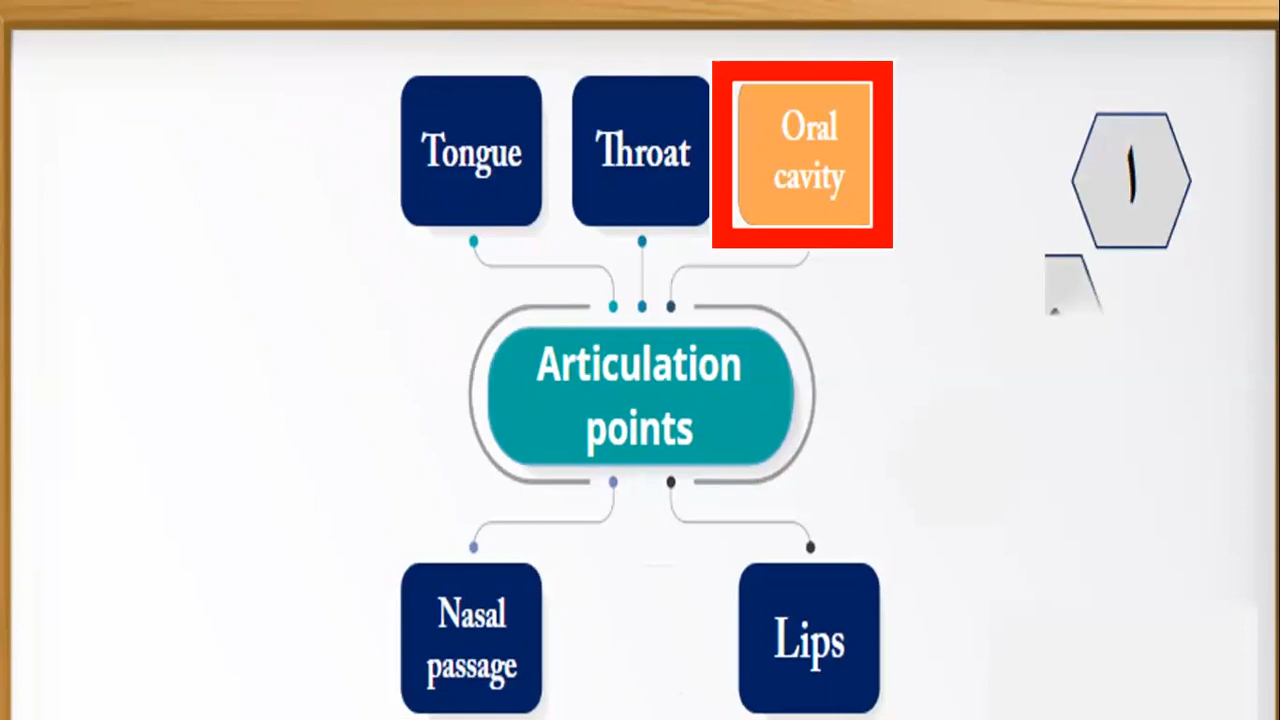 Tongue
Throat
Oral
cavity
ا
Articulation
points
Nasal
passage
Lips